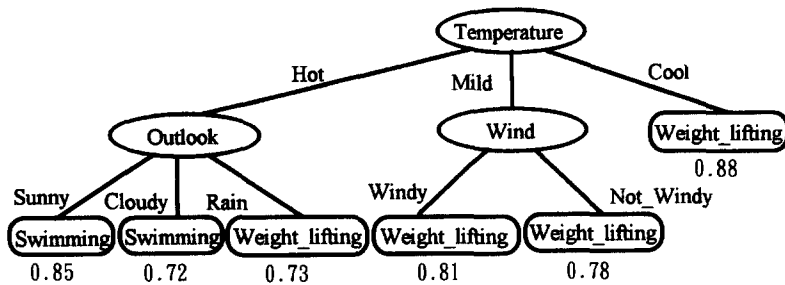 Temperature
Hot
Mild
Cool
Outlook
Wind
Weight_lifting
0.88
Sunny
Cloudy
Rain
Windy
Not_Windy
Swimming
Swimming
Weight_lifting
Weight_lifting
Weight_lifting
0.85
0.72
0.73
0.81
0.78